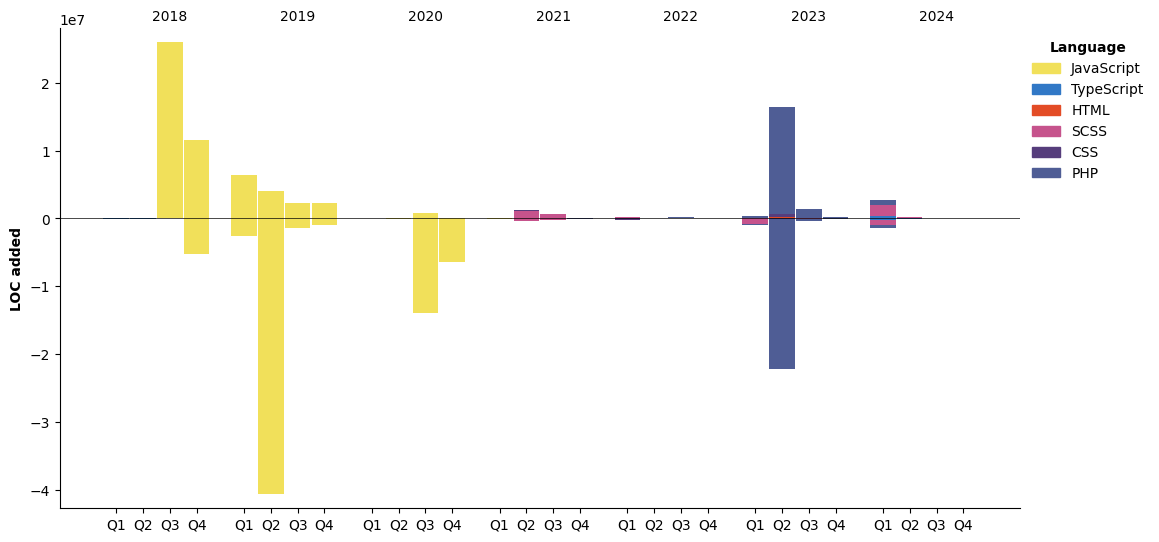 1e7
2018 2019 2020 2021 2022 2023 2024
Language
JavaScript
TypeScript
HTML
SCSS
CSS
PHP
2
1
0
−1
−2
−3
−4
LOC added
Q1 Q2 Q3 Q4 Q1 Q2 Q3 Q4 Q1 Q2 Q3 Q4 Q1 Q2 Q3 Q4 Q1 Q2 Q3 Q4 Q1 Q2 Q3 Q4 Q1 Q2 Q3 Q4